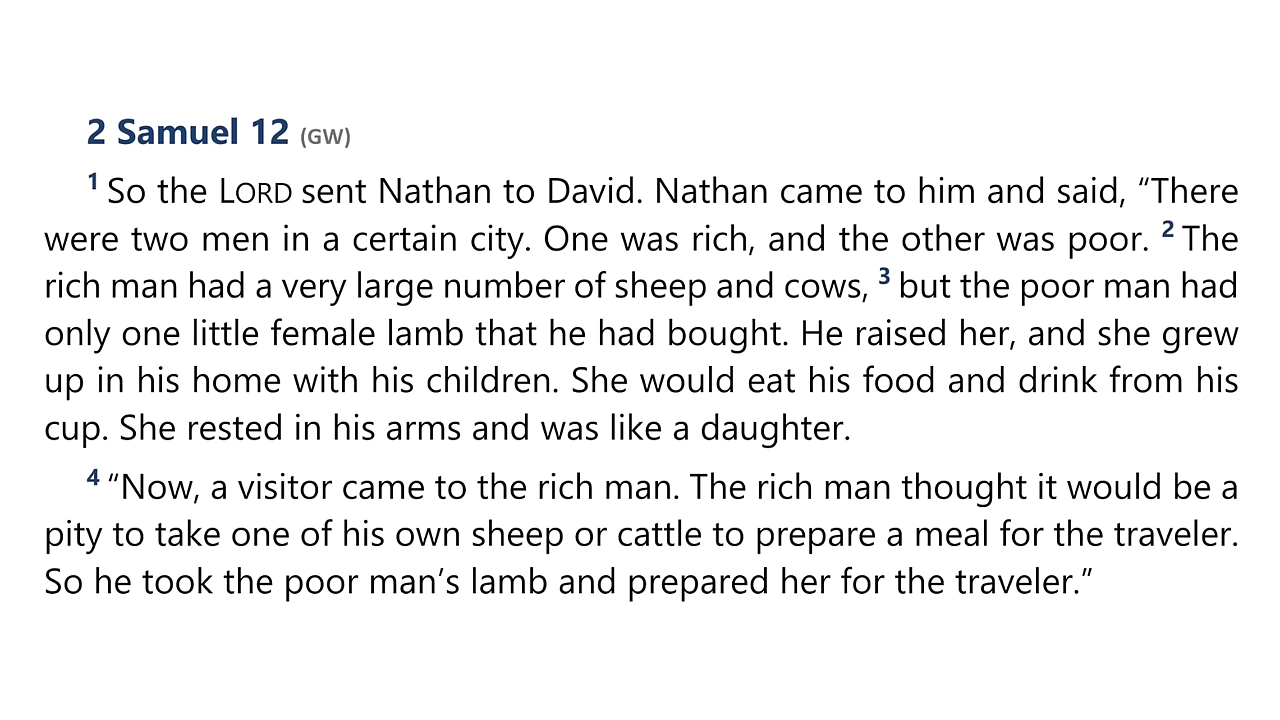 2 Samuel 12 (GW)
1 So the LORD sent Nathan to David. Nathan came to him and said, “There
were two men in a certain city. One was rich, and the other was poor. 2 The
rich man had a very large number of sheep and cows, 3 but the poor man had
only one little female lamb that he had bought. He raised her, and she grew
up in his home with his children. She would eat his food and drink from his
cup. She rested in his arms and was like a daughter.
4 “Now, a visitor came to the rich man. The rich man thought it would be a
pity to take one of his own sheep or cattle to prepare a meal for the traveler.
So he took the poor man’s lamb and prepared her for the traveler.”